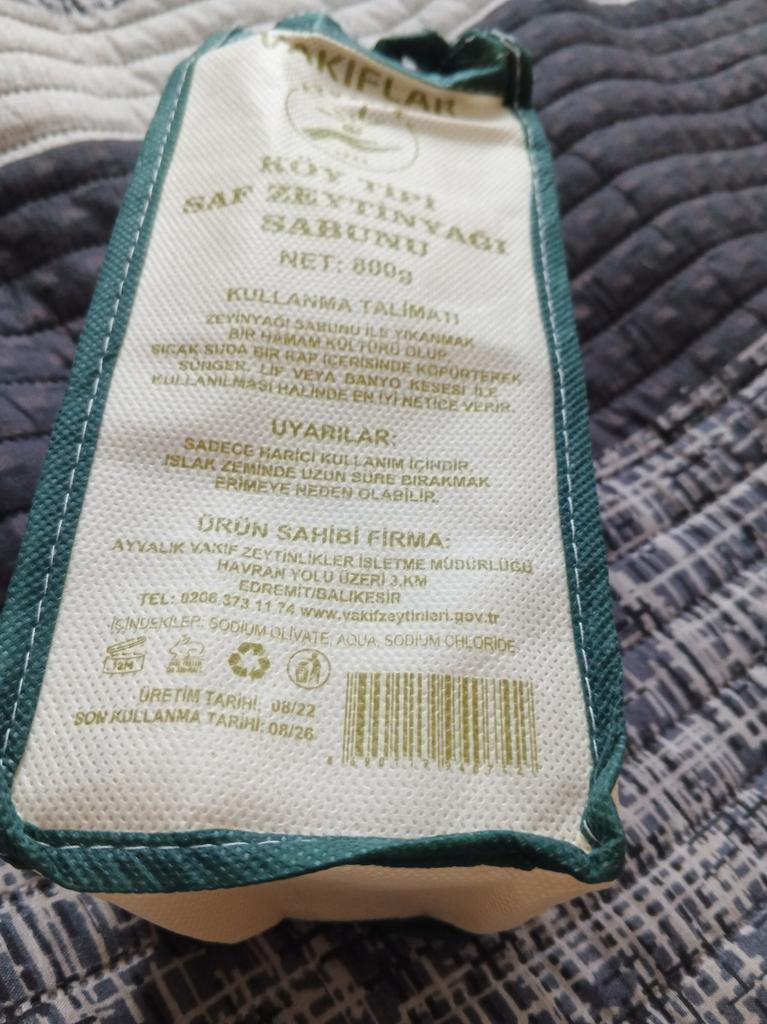 VAKIFLAR
KÖY TİPİ
SAF ZEYTİNYAĞI
SABUNU
NET: 800g
KULLANMA TALİMATI
ZEYİNYAĞI SABUNU İLE YIKANMAK
BİR HAMAM KÜLTÜRÜ OLUP,
SICAK SUDA BİR KAP İÇERİSİNDE KÖPÜRTEREK
SÜNGER, LİF VEYA BANYO KESESİ İLE
KULLANILMASI HALİNDE EN İYİ NETİCE VERİR.
UYARILAR:
SADECE HARİCİ KULLANIM İÇİNDİR.
ISLAK ZEMİNDE UZUN SÜRE BIRAKMAK
ERİMEYE NEDEN OLABİLİR.
ÜRÜN SAHİBİ FİRMA:
AYVALIK VAKIF ZEYTİNLİKLER İŞLETME MÜDÜRLÜĞÜ
HAVRAN YOLU ÜZERİ 3.KM
EDREMİT/BALIKESİR
TEL: 0266 373 11 74 www.vakifzeytinleri.gov.tr
İÇİNDEKİLER: SODIUM OLIVATE, AQUA, SODIUM CHLORIDE
12M
ÜRETİM TARİHİ: 08/22
SON KULLANMA TARİHİ: 08/26